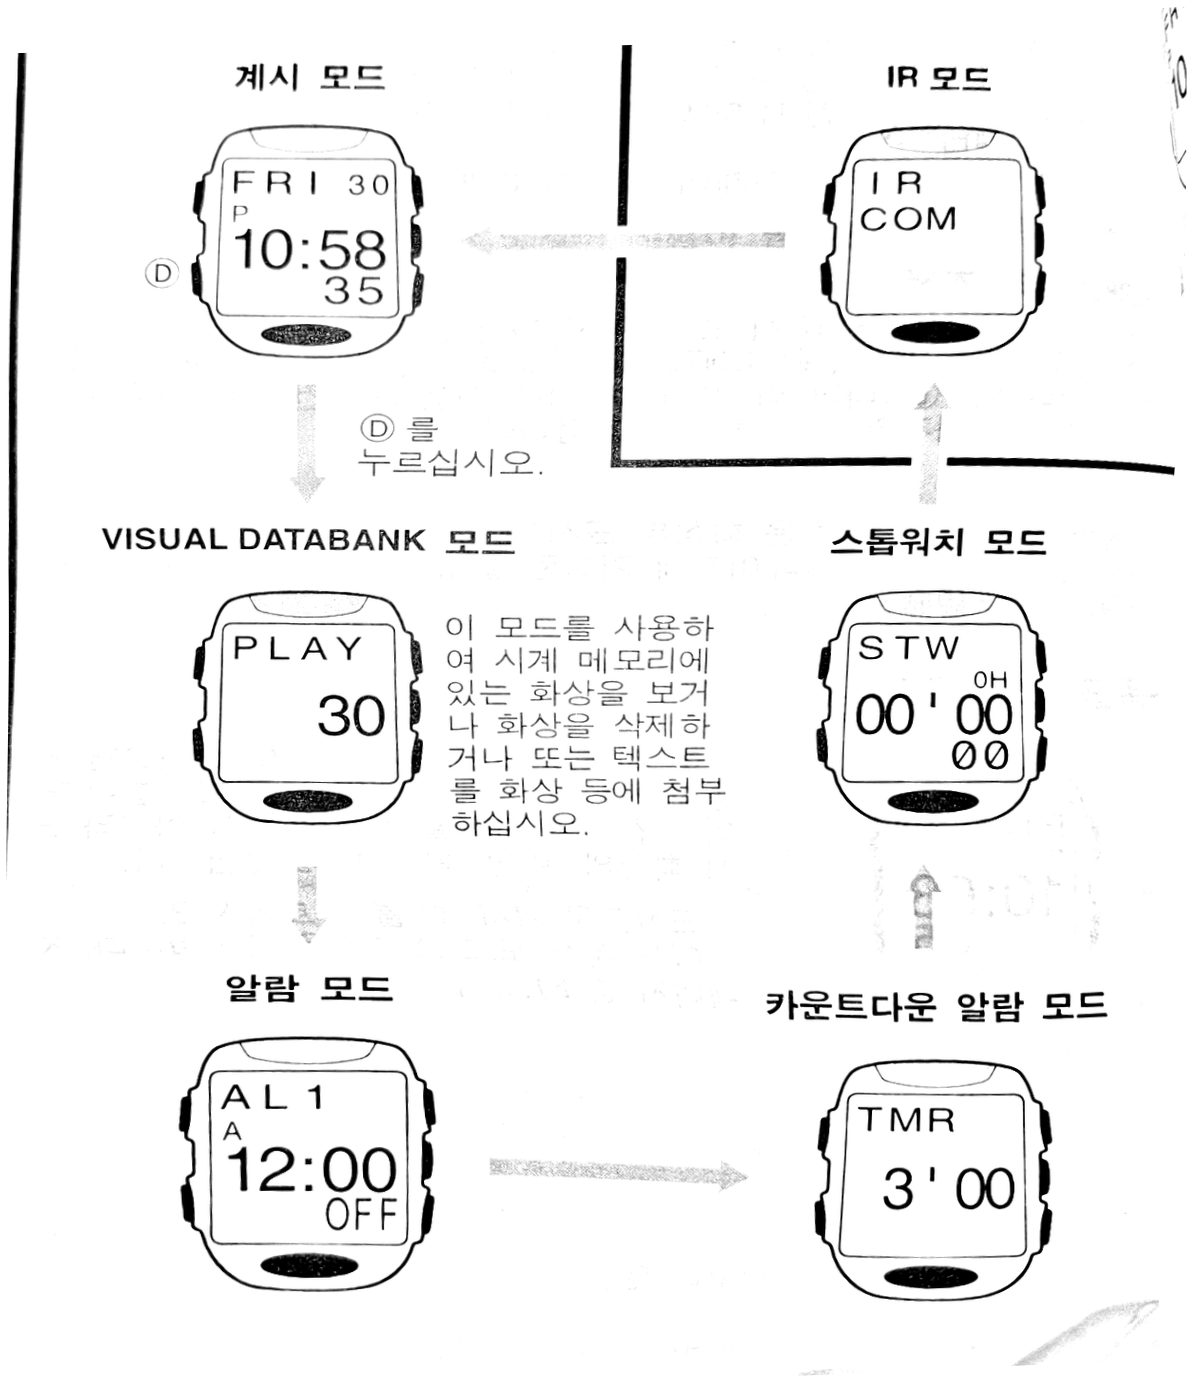 계시 모드
FRI 30
P
10:58
35
D
IR 모드
IR
COM
D 를
누르십시오.
VISUAL DATABANK 모드
PLAY
30
이 모드를 사용하
여 시계 메모리에
있는 화상을 보거
나 화상을 삭제하
거나 또는 텍스트
를 화상 등에 첨부
하십시오.
스톱워치 모드
STW
0H
00'00
00
알람 모드
AL1
A
12:00
OFF
카운트다운 알람 모드
TMR
3'00